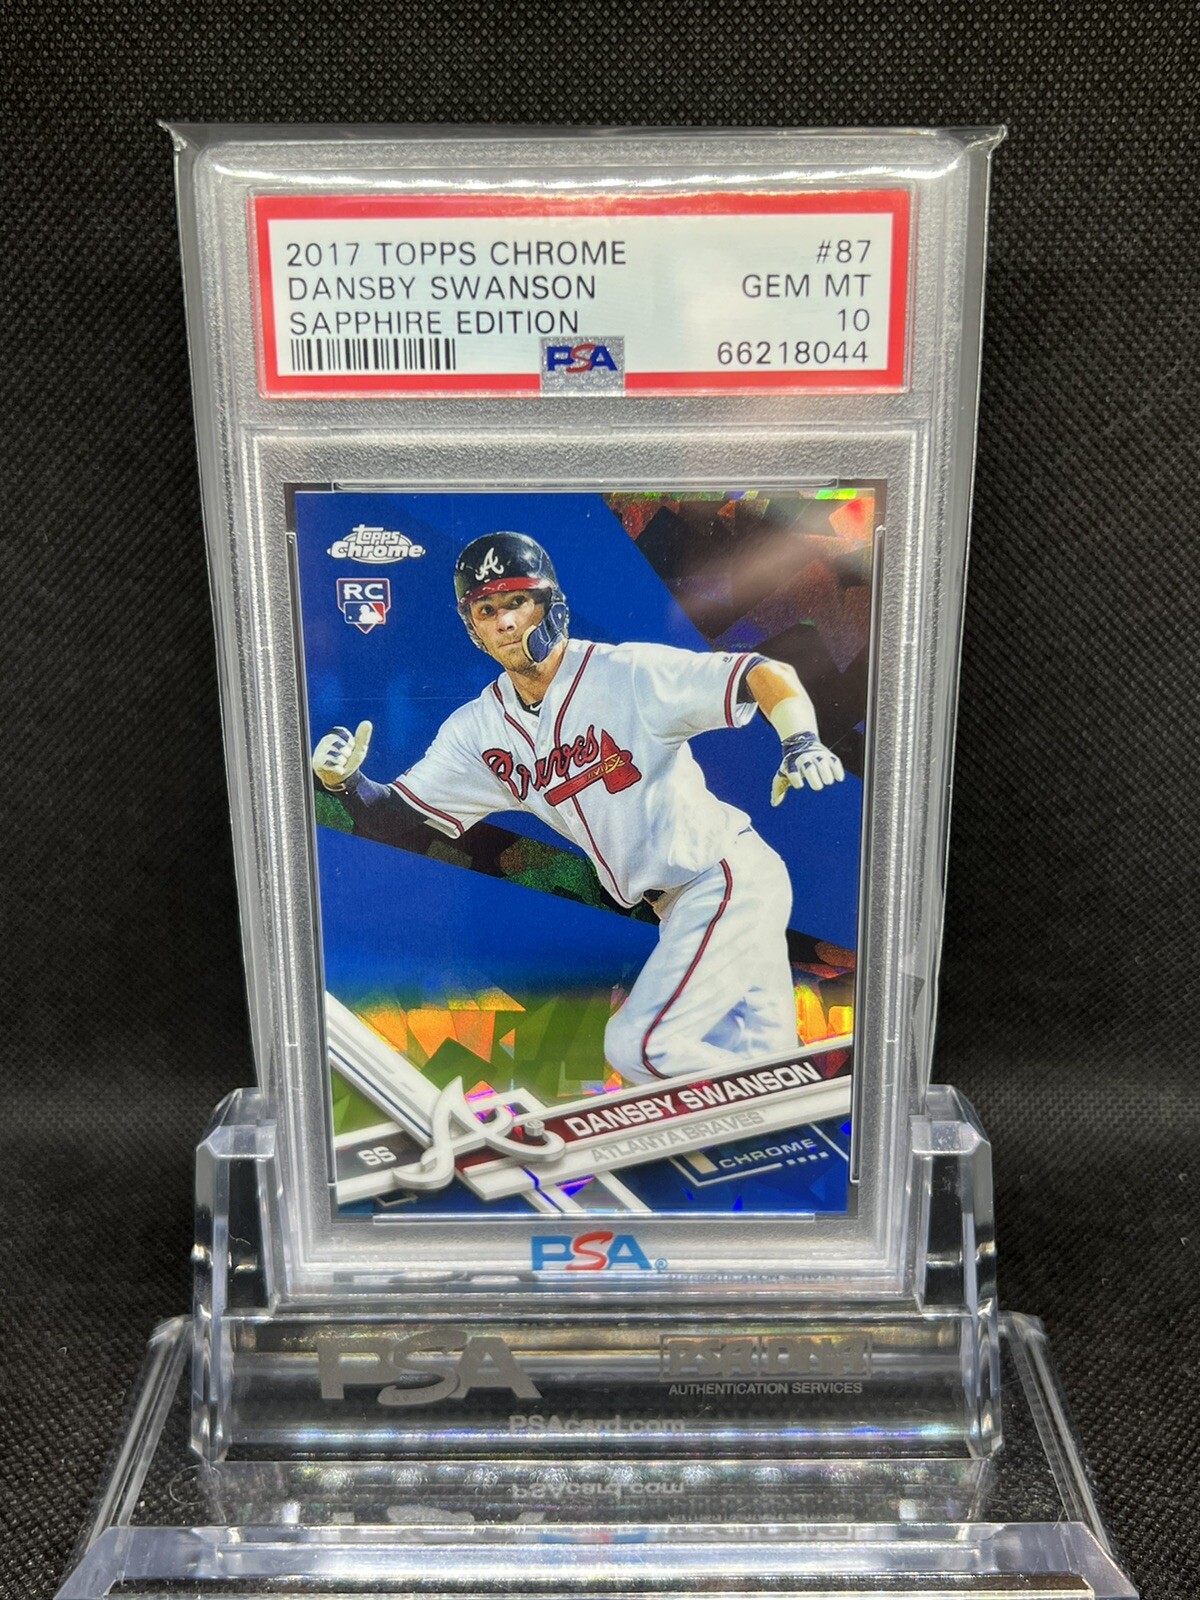 2017 TOPPS CHROME #87
DANSBY SWANSON GEM MT
SAPPHIRE EDITION 10
PSA 66218044
Topps
Chrome
RC
A
Braves
DANSBY SWANSON
ATLANTA BRAVES
SS
A
CHROME
PSA®
PSA
PSA/DNA
AUTHENTICATION SERVICES
PSAcard.com